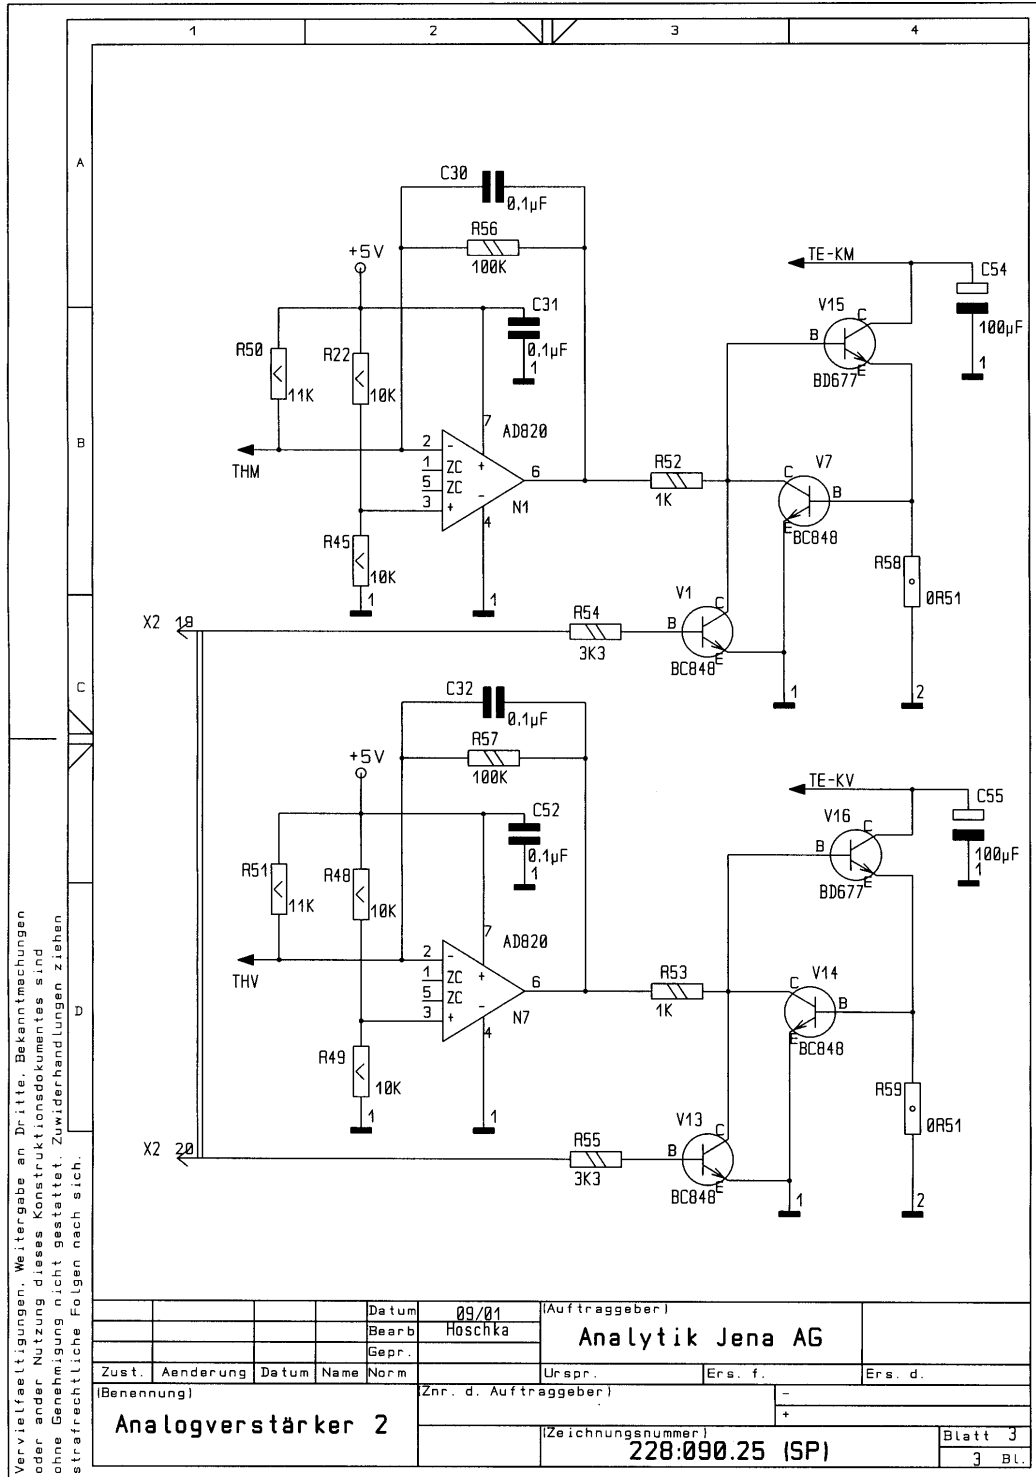 1 2 3 4
A
B
C
D
C30
0.1µF
R56
100K
+5V
C31
0.1µF
1
R50
11K
R22
10K
THM
7
AD820
2 -
1 ZC
5 ZC
3 +
+
-
6
N1
4
R45
10K
1
1
R52
1K
TE-KM
C54
100µF
1
V15
C
B
E
BD677
V7
C
B
E
BC848
R58
0R51
V1
C
B
E
BC848
1
2
X2 19
R54
3K3
C32
0.1µF
R57
100K
+5V
C52
0.1µF
1
R51
11K
R48
10K
THV
7
AD820
2 -
1 ZC
5 ZC
3 +
+
-
6
N7
4
R49
10K
1
1
R53
1K
TE-KV
C55
100µF
1
V16
C
B
E
BD677
V14
C
B
E
BC848
R59
0R51
V13
C
B
E
BC848
1
2
X2 20
R55
3K3
Vervielfaeltigungen, Weitergabe an Dritte, Bekanntmachungen
oder ander Nutzung dieses Konstruktionsdokumentes sind
ohne Genehmigung nicht gestattet. Zuwiderhandlungen ziehen
strafrechtliche Folgen nach sich.
Datum 09/01
Bearb Hoschka
Gepr.
Zust. Aenderung Datum Name Norm
(Auftraggeber)
Analytik Jena AG
Urspr. Ers. f. Ers. d.
(Benennung)
Analogverstärker 2
(Znr. d. Auftraggeber)
-
+
(Zeichnungsnummer)
228:090.25 (SP)
Blatt 3
3 Bl.